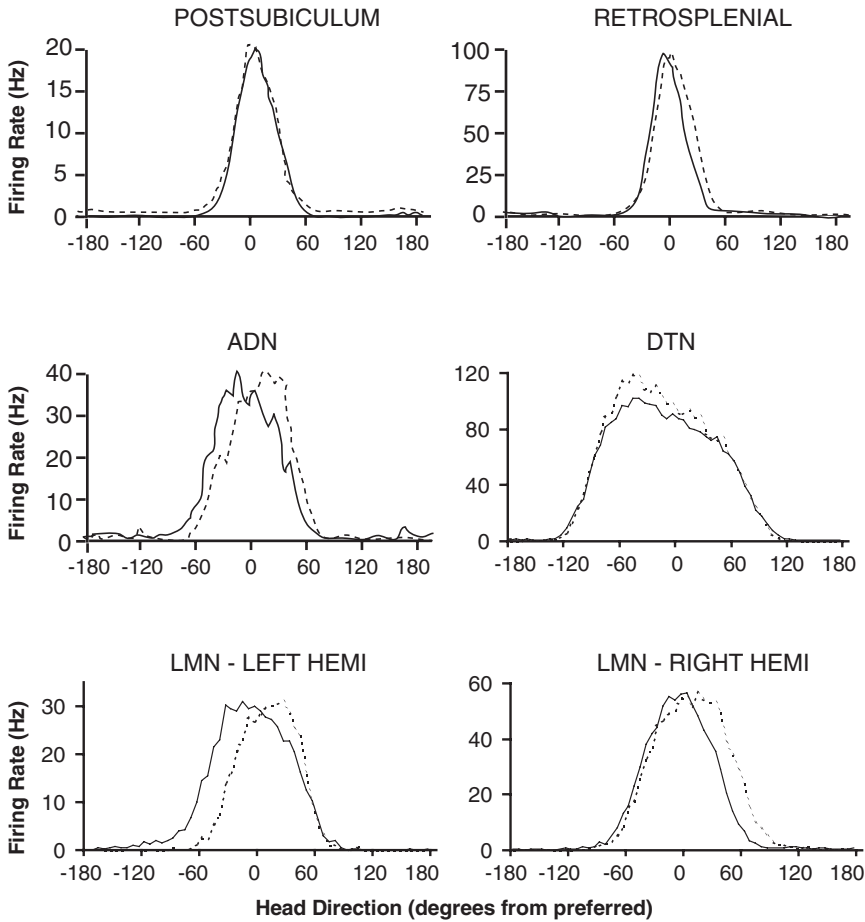 POSTSUBICULUM
RETROSPLENIAL
Firing Rate (Hz)
20
15
10
5
0
-180 -120 -60 0 60 120 180
100
75
50
25
0
-180 -120 -60 0 60 120 180
ADN
DTN
Firing Rate (Hz)
40
30
20
10
0
-180 -120 -60 0 60 120 180
120
80
40
0
-180 -120 -60 0 60 120 180
LMN - LEFT HEMI
LMN - RIGHT HEMI
Firing Rate (Hz)
30
20
10
0
-180 -120 -60 0 60 120 180
60
40
20
0
-180 -120 -60 0 60 120 180
Head Direction (degrees from preferred)